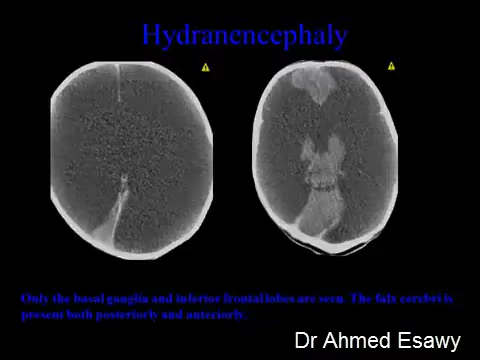 Hydranencephaly
Only the basal ganglia and inferior frontal lobes are seen. The falx cerebri is
present both posteriorly and anteriorly.
Dr Ahmed Esawy